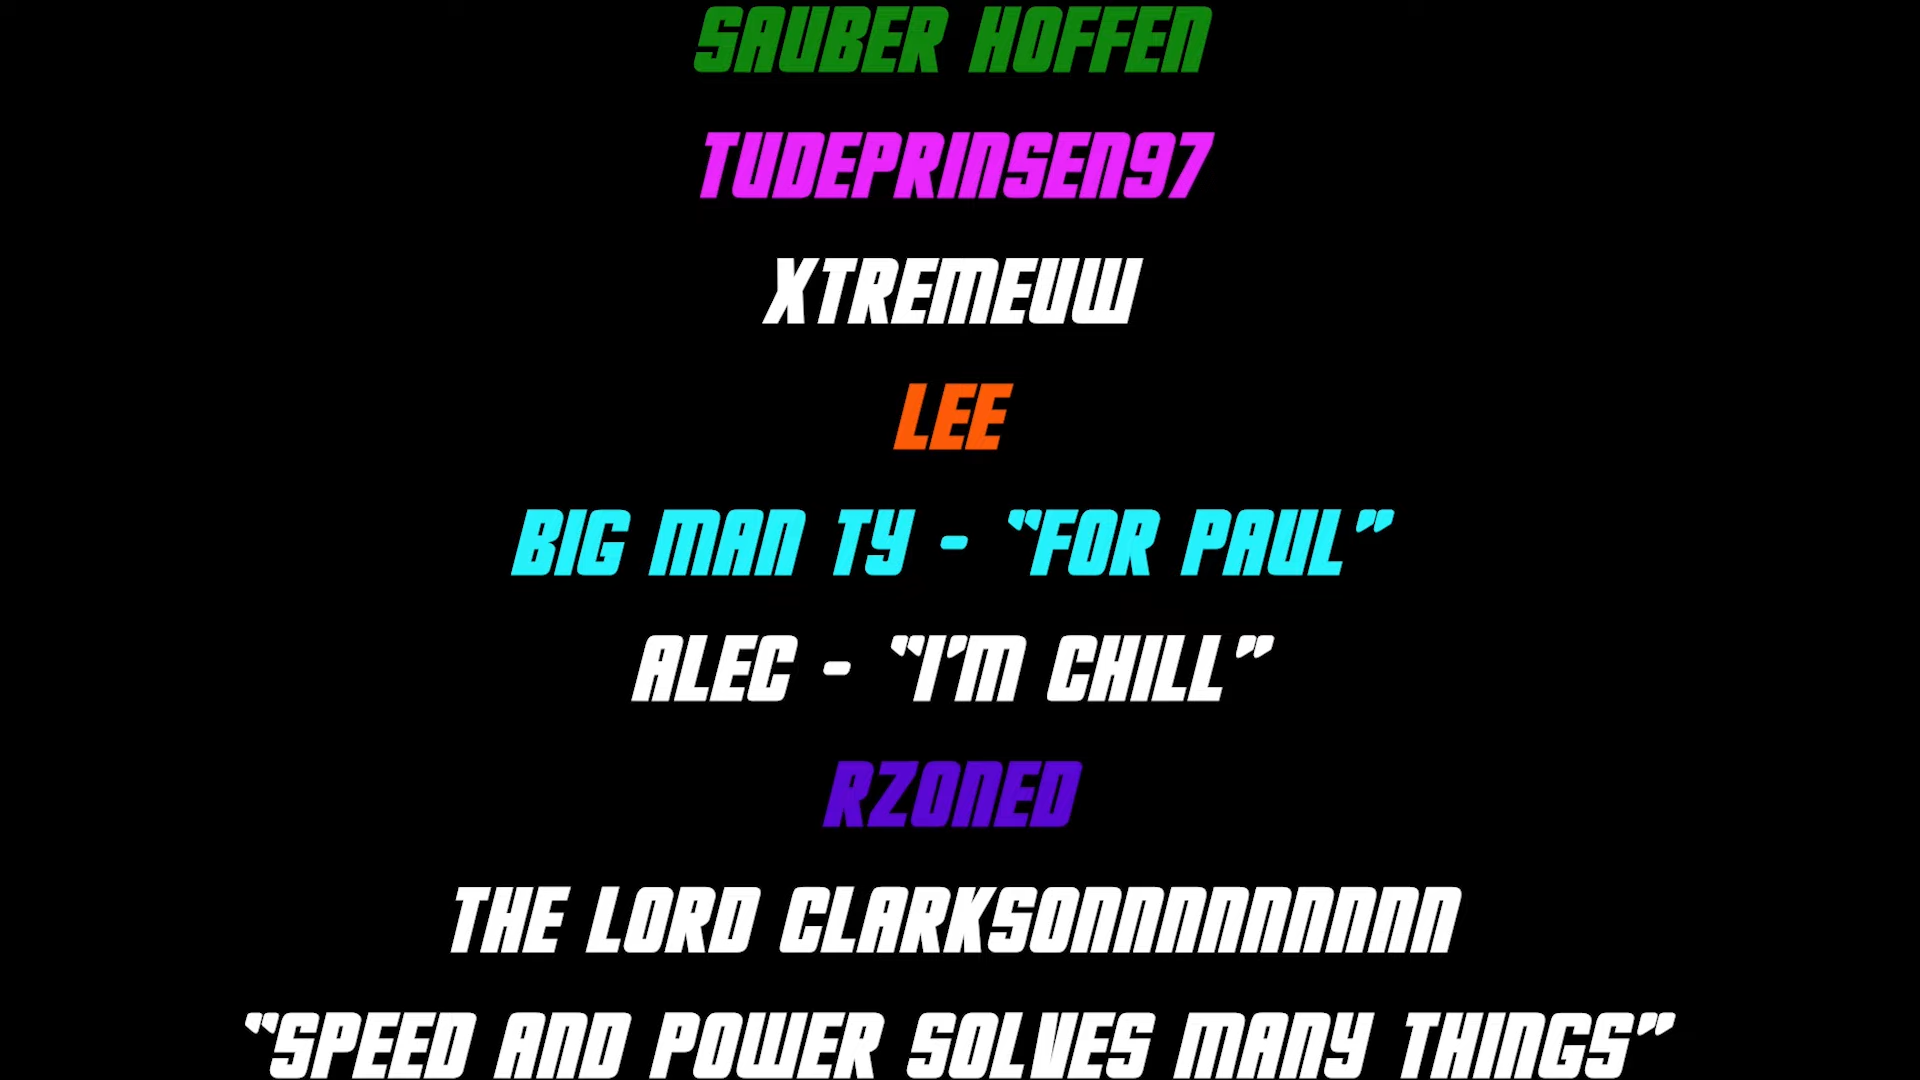 SAUBER HOFFEN
TUDEPRINSEN97
XTREMEUW
LEE
BIG MAN TY - “FOR PAUL”
ALEC - “I’M CHILL”
RZONED
THE LORD CLARKSONNNNNNNNNN
“SPEED AND POWER SOLVES MANY THINGS”